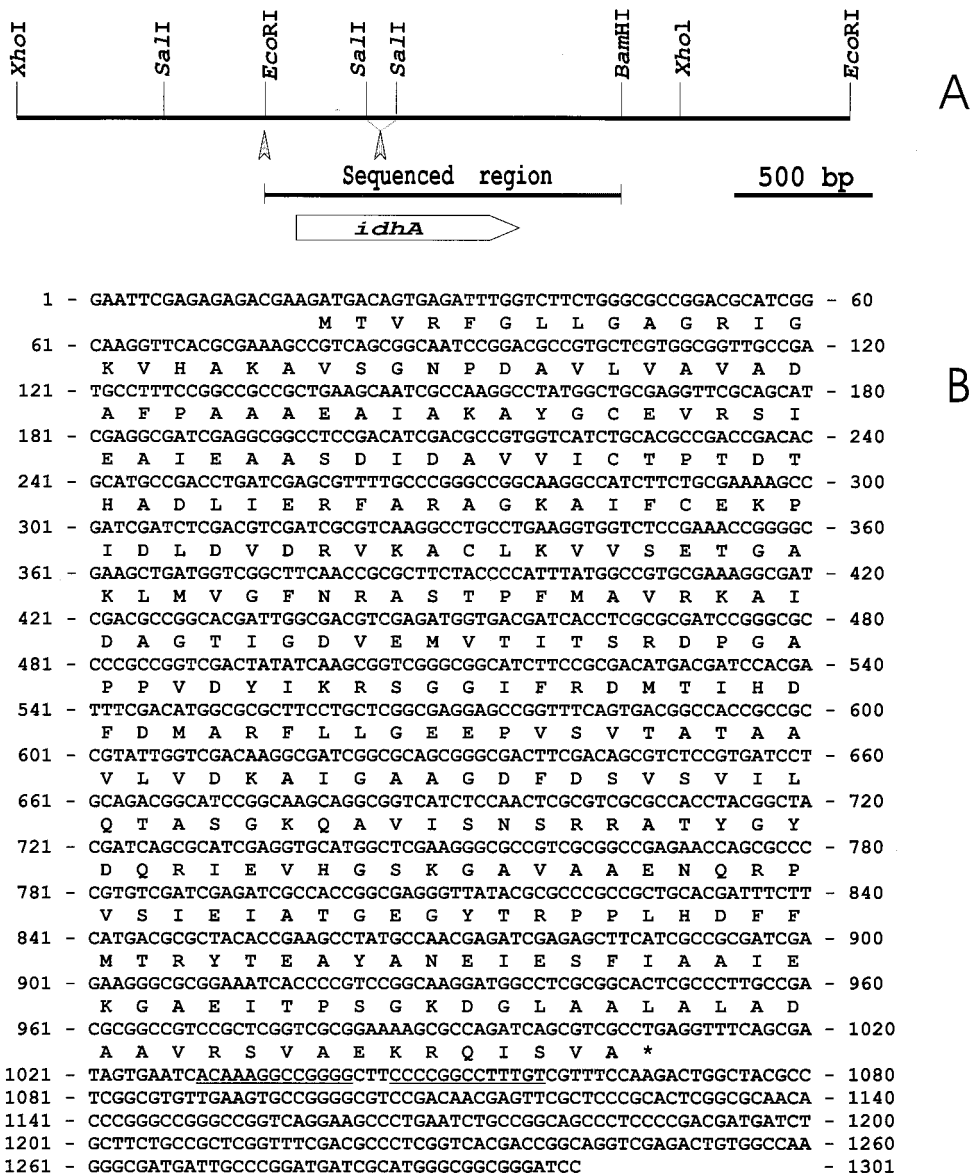 XhoI SalI EcoRI SalI SalI BamHI XhoI EcoRI
A
Sequenced region 500 bp
idhA
B
1 - GAATTCGAGAGAGACGAAGATGACAGTGAGATTTGGTCTTCTGGGCGCCGGACGCATCGG - 60
M T V R F G L L G A G R I G
61 - CAAGGTTCACGCGAAAGCCGTCAGCGGCAATCCGGACGCCGTGCTCGTGGCGGTTGCCGA - 120
K V H A K A V S G N P D A V L V A V A D
121 - TGCCTTTCCGGCCGCCGCTGAAGCAATCGCCAAGGCCTATGGCTGCGAGGTTCGCAGCAT - 180
A F P A A A E A I A K A Y G C E V R S I
181 - CGAGGCGATCGAGGCGGCCTCCGACATCGACGCCGTGGTCATCTGCACGCCGACCGACAC - 240
E A I E A A S D I D A V V I C T P T D T
241 - GCATGCCGACCTGATCGAGCGTTTTGCCCGGGCCGGCAAGGCCATCTTCTGCGAAAAGCC - 300
H A D L I E R F A R A G K A I F C E K P
301 - GATCGATCTCGACGTCGATCGCGTCAAGGCCTGCCTGAAGGTGGTCTCCGAAACCGGGGC - 360
I D L D V D R V K A C L K V V S E T G A
361 - GAAGCTGATGGTCGGCTTCAACCGCGCTTCTACCCCATTTATGGCCGTGCGAAAGGCGAT - 420
K L M V G F N R A S T P F M A V R K A I
421 - CGACGCCGGCACGATTGGCGACGTCGAGATGGTGACGATCACCTCGCGCGATCCGGGCGC - 480
D A G T I G D V E M V T I T S R D P G A
481 - CCCGCCGGTCGACTATATCAAGCGGTCGGGCGGCATCTTCCGCGACATGACGATCCACGA - 540
P P V D Y I K R S G G I F R D M T I H D
541 - TTTCGACATGGCGCGCTTCCTGCTCGGCGAGGAGCCGGTTTCAGTGACGGCCACCGCCGC - 600
F D M A R F L L G E E P V S V T A T A A
601 - CGTATTGGTCGACAAGGCGATCGGCGCAGCGGGCGACTTCGACAGCGTCTCCGTGATCCT - 660
V L V D K A I G A A G D F D S V S V I L
661 - GCAGACGGCATCCGGCAAGCAGGCGGTCATCTCCAACTCGCGTCGCGCCACCTACGGCTA - 720
Q T A S G K Q A V I S N S R R A T Y G Y
721 - CGATCAGCGCATCGAGGTGCATGGCTCGAAGGGCGCCGTCGCGGCCGAGAACCAGCGCCC - 780
D Q R I E V H G S K G A V A A E N Q R P
781 - CGTGTCGATCGAGATCGCCACCGGCGAGGGTTATACGCGCCCGCCGCTGCACGATTTCTT - 840
V S I E I A T G E G Y T R P P L H D F F
841 - CATGACGCGCTACACCGAAGCCTATGCCAACGAGATCGAGAGCTTCATCGCCGCGATCGA - 900
M T R Y T E A Y A N E I E S F I A A I E
901 - GAAGGGCGCGGAAATCACCCCGTCCGGCAAGGATGGCCTCGCGGCACTCGCCCTTGCCGA - 960
K G A E I T P S G K D G L A A L A L A D
961 - CGCGGCCGTCCGCTCGGTCGCGGAAAAGCGCCAGATCAGCGTCGCCTGAGGTTTCAGCGA - 1020
A A V R S V A E K R Q I S V A *
1021 - TAGTGAATCACAAAGGCCGGGGCTTCCCCGGCCTTTGTCGTTTCCAAGACTGGCTACGCC - 1080
1081 - TCGGCGTGTTGAAGTGCCGGGGCGTCCGACAACGAGTTCGCTCCCGCACTCGGCGCAACA - 1140
1141 - CCCGGGCCGGGCCGGTCAGGAAGCCCTGAATCTGCCGGCAGCCCTCCCCGACGATGATCT - 1200
1201 - GCTTCTGCCGCTCGGTTTCGACGCCCTCGGTCACGACCGGCAGGTCGAGACTGTGGCCAA - 1260
1261 - GGGCGATGATTGCCCGGATGATCGCATGGGCGGCGGGATCC - 1301